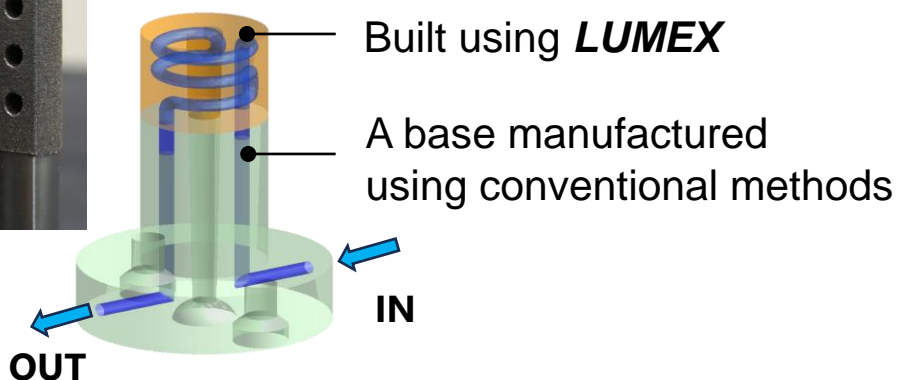 Built using LUMEX
A base manufactured
using conventional methods
IN
OUT